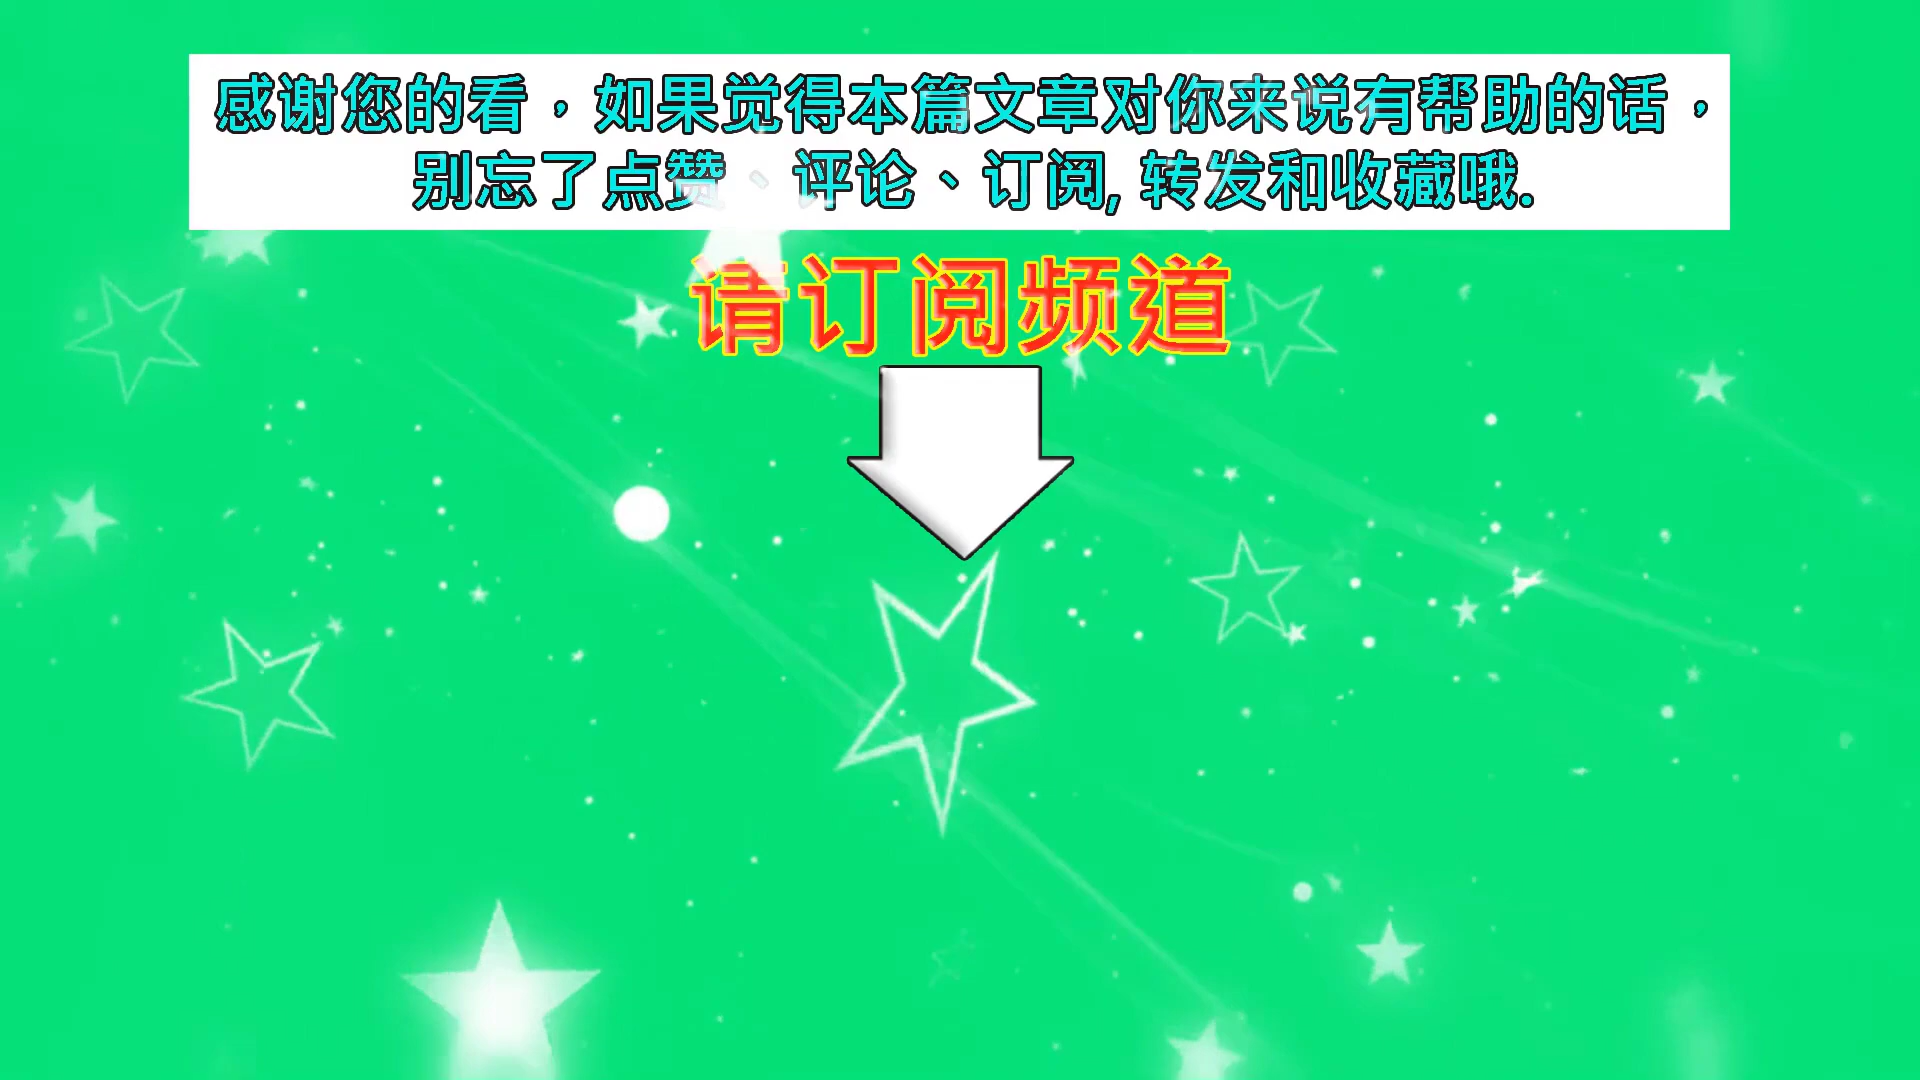 感谢您的看，如果觉得本篇文章对你来说有帮助的话，
别忘了点赞、评论、订阅, 转发和收藏哦.
请订阅频道